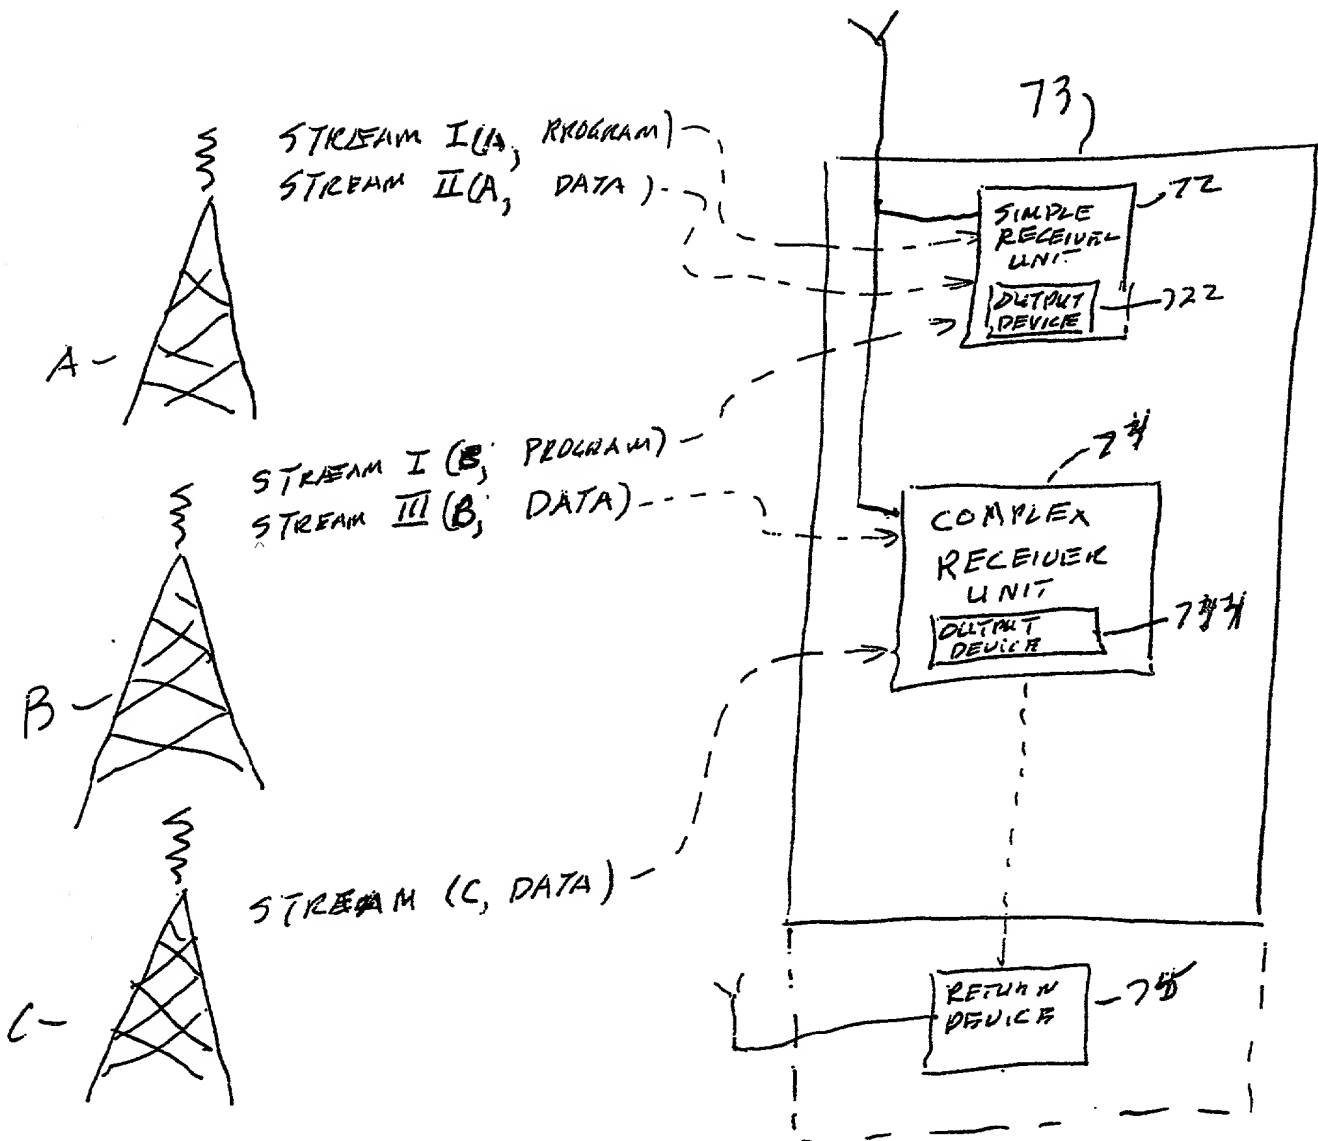 STREAM I (A, PROGRAM)
STREAM II (A, DATA)
73
72
SIMPLE
RECEIVER
UNIT
OUTPUT
DEVICE
722
A
STREAM I (B; PROGRAM)
STREAM III (B; DATA)
COMPLEX
RECEIVER
UNIT
OUTPUT
DEVICE
B
STREAM (C, DATA)
C
RETURN
DEVICE